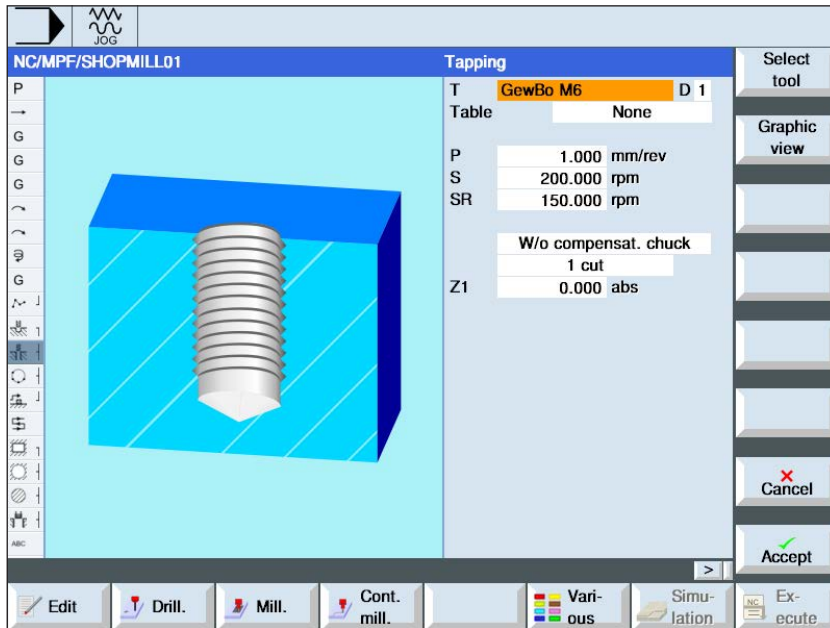 JOG
NC/MPF/SHOPMILL01
Tapping
Select
tool
P
G
G
G
G
ABC
T GewBo M6 D 1
Table None
P 1.000 mm/rev
S 200.000 rpm
SR 150.000 rpm
W/o compensat. chuck
1 cut
Z1 0.000 abs
Graphic
view
Cancel
Accept
>
Edit
Drill.
Mill.
Cont.
mill.
Vari-
ous
Simu-
lation
NC
Ex-
ecute